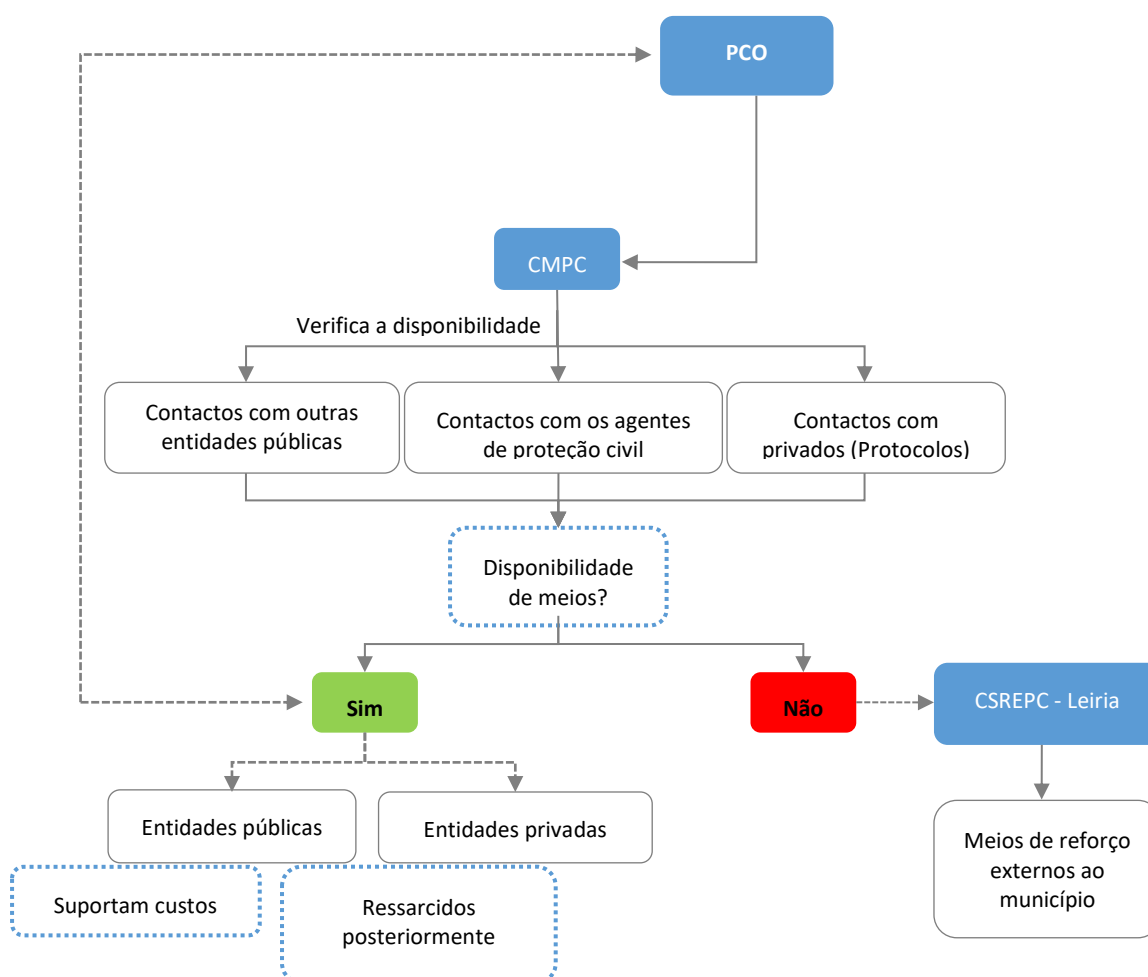 PCO
CMPC
Verifica a disponibilidade
Contactos com outras
entidades públicas
Contactos com os agentes
de proteção civil
Contactos com
privados (Protocolos)
Disponibilidade
de meios?
Sim
Não
CSREPC - Leiria
Entidades públicas
Entidades privadas
Meios de reforço
externos ao
município
Suportam custos
Ressarcidos
posteriormente